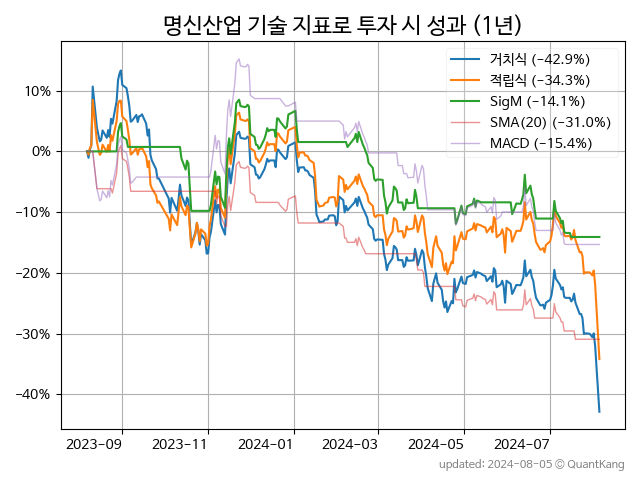 명신산업 기술 지표로 투자 시 성과 (1년)
거치식 (−42.9%)
적립식 (−34.3%)
SigM (−14.1%)
SMA(20) (−31.0%)
MACD (−15.4%)
10%
0%
−10%
−20%
−30%
−40%
2023-09
2023-11
2024-01
2024-03
2024-05
2024-07
updated: 2024-08-05 © QuantKang